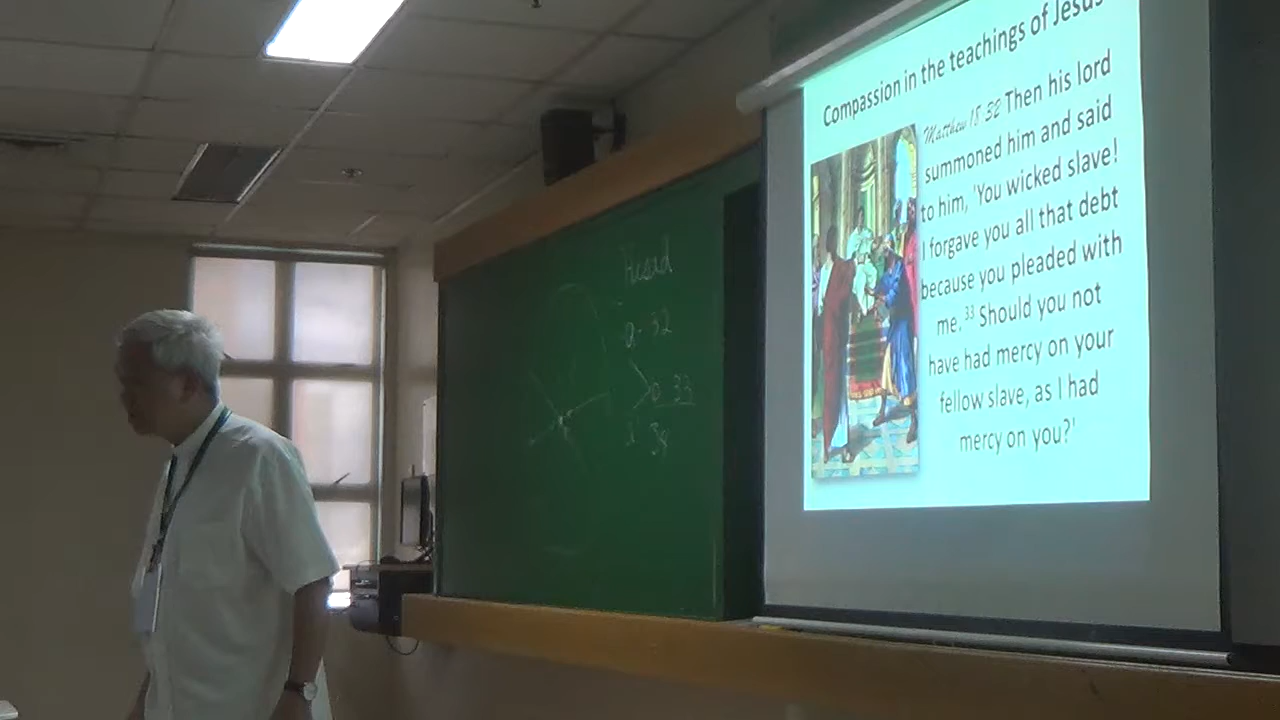 Compassion in the teachings of Jesus
Matthew 18 32 Then his lord
summoned him and said
to him, 'You wicked slave!
I forgave you all that debt
because you pleaded with
me. 33 Should you not
have had mercy on your
fellow slave, as I had
mercy on you?'
32
33